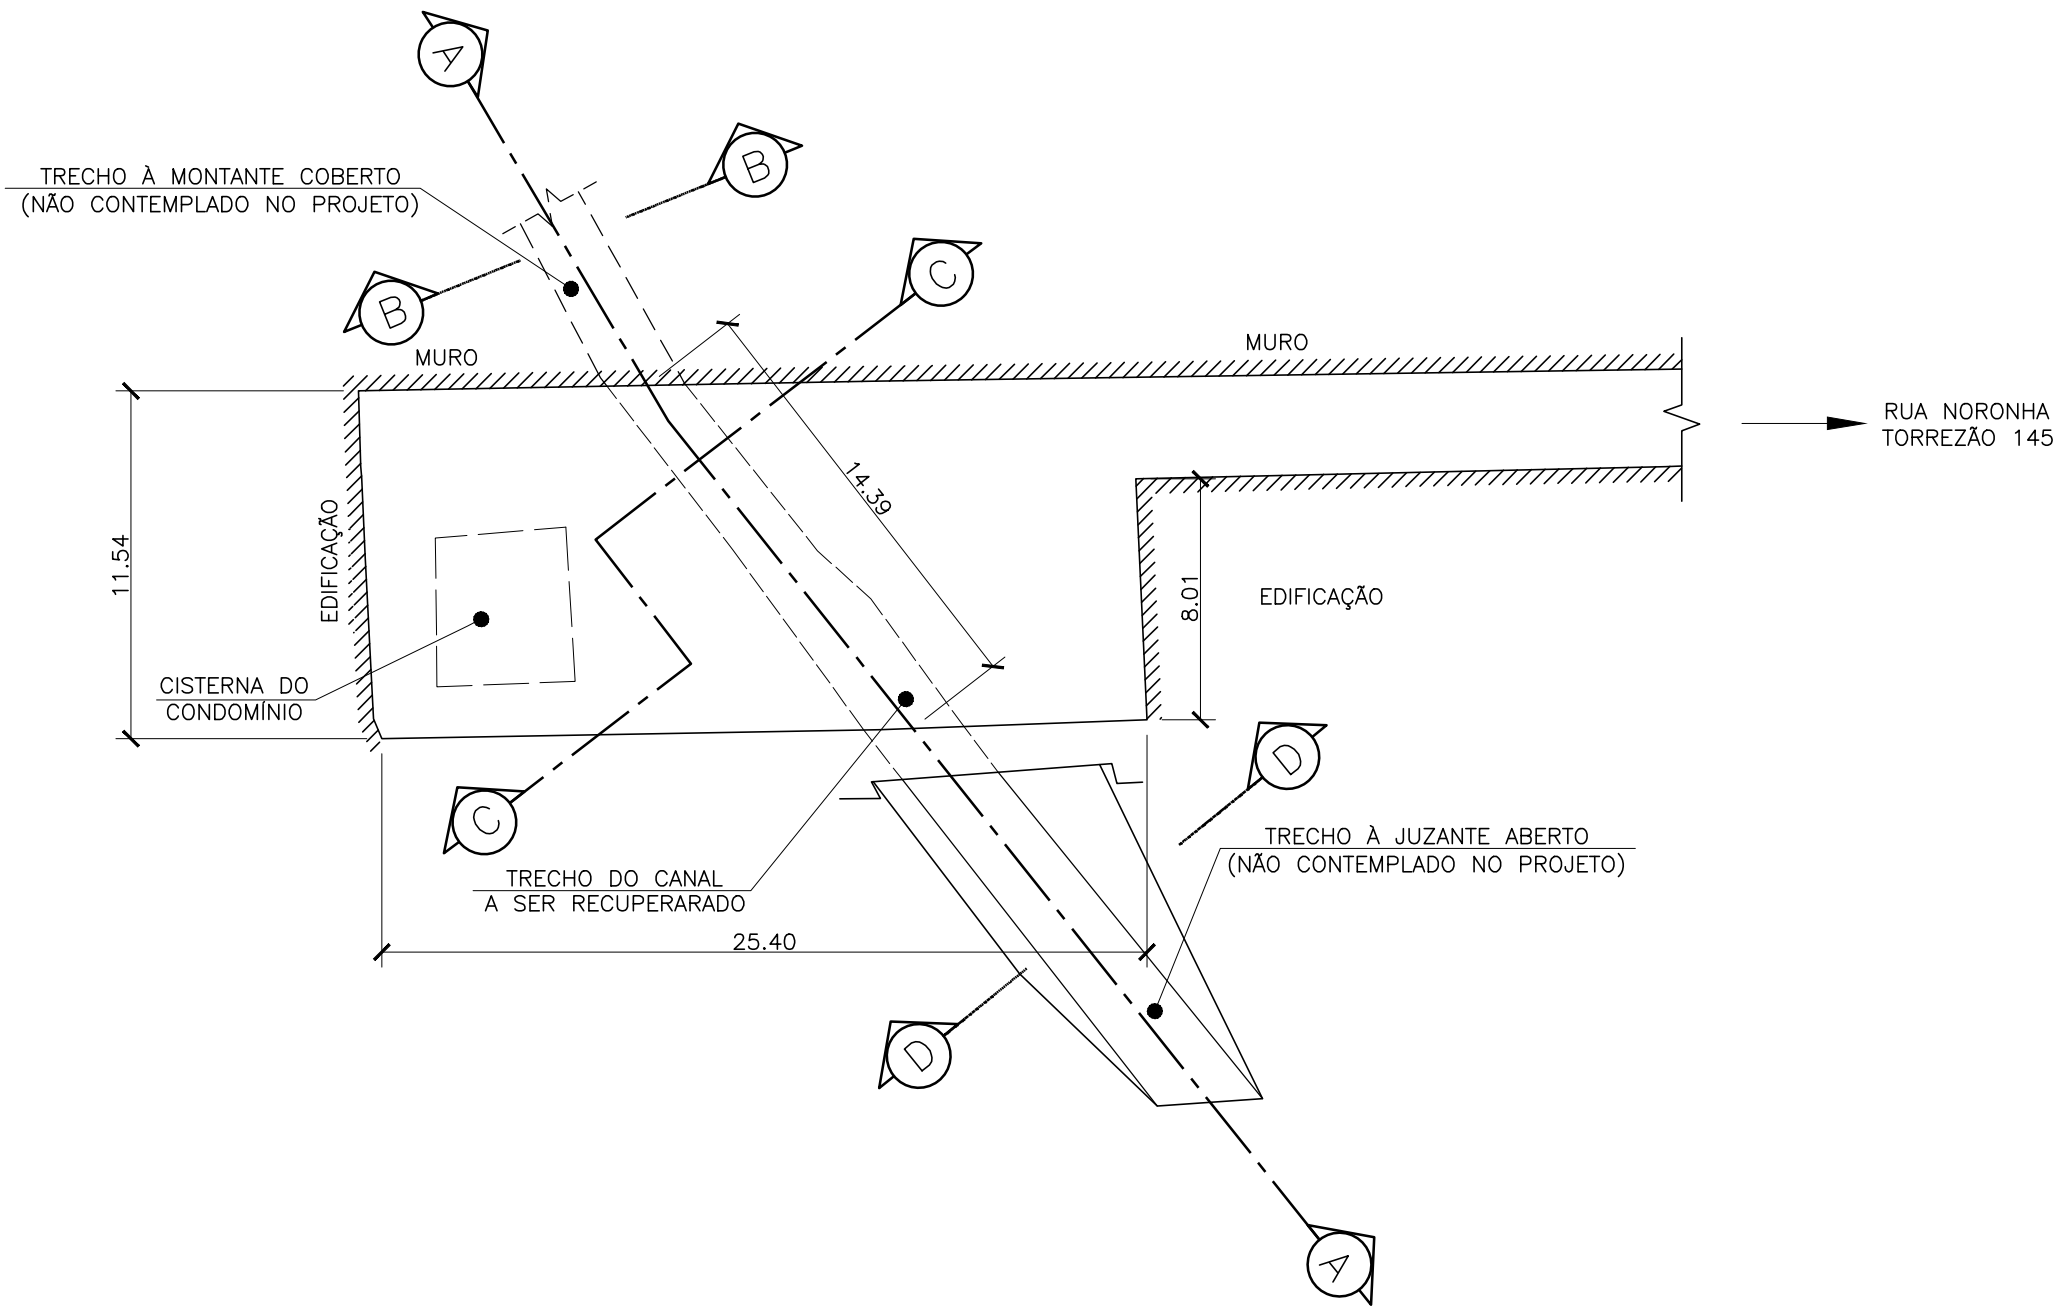 A
B
TRECHO À MONTANTE COBERTO
(NÃO CONTEMPLADO NO PROJETO)
C
B
MURO
MURO
RUA NORONHA
TORREZÃO 145
14.39
11.54
EDIFICAÇÃO
8.01
EDIFICAÇÃO
CISTERNA DO
CONDOMÍNIO
D
C
TRECHO À JUZANTE ABERTO
(NÃO CONTEMPLADO NO PROJETO)
TRECHO DO CANAL
A SER RECUPERARADO
25.40
D
A